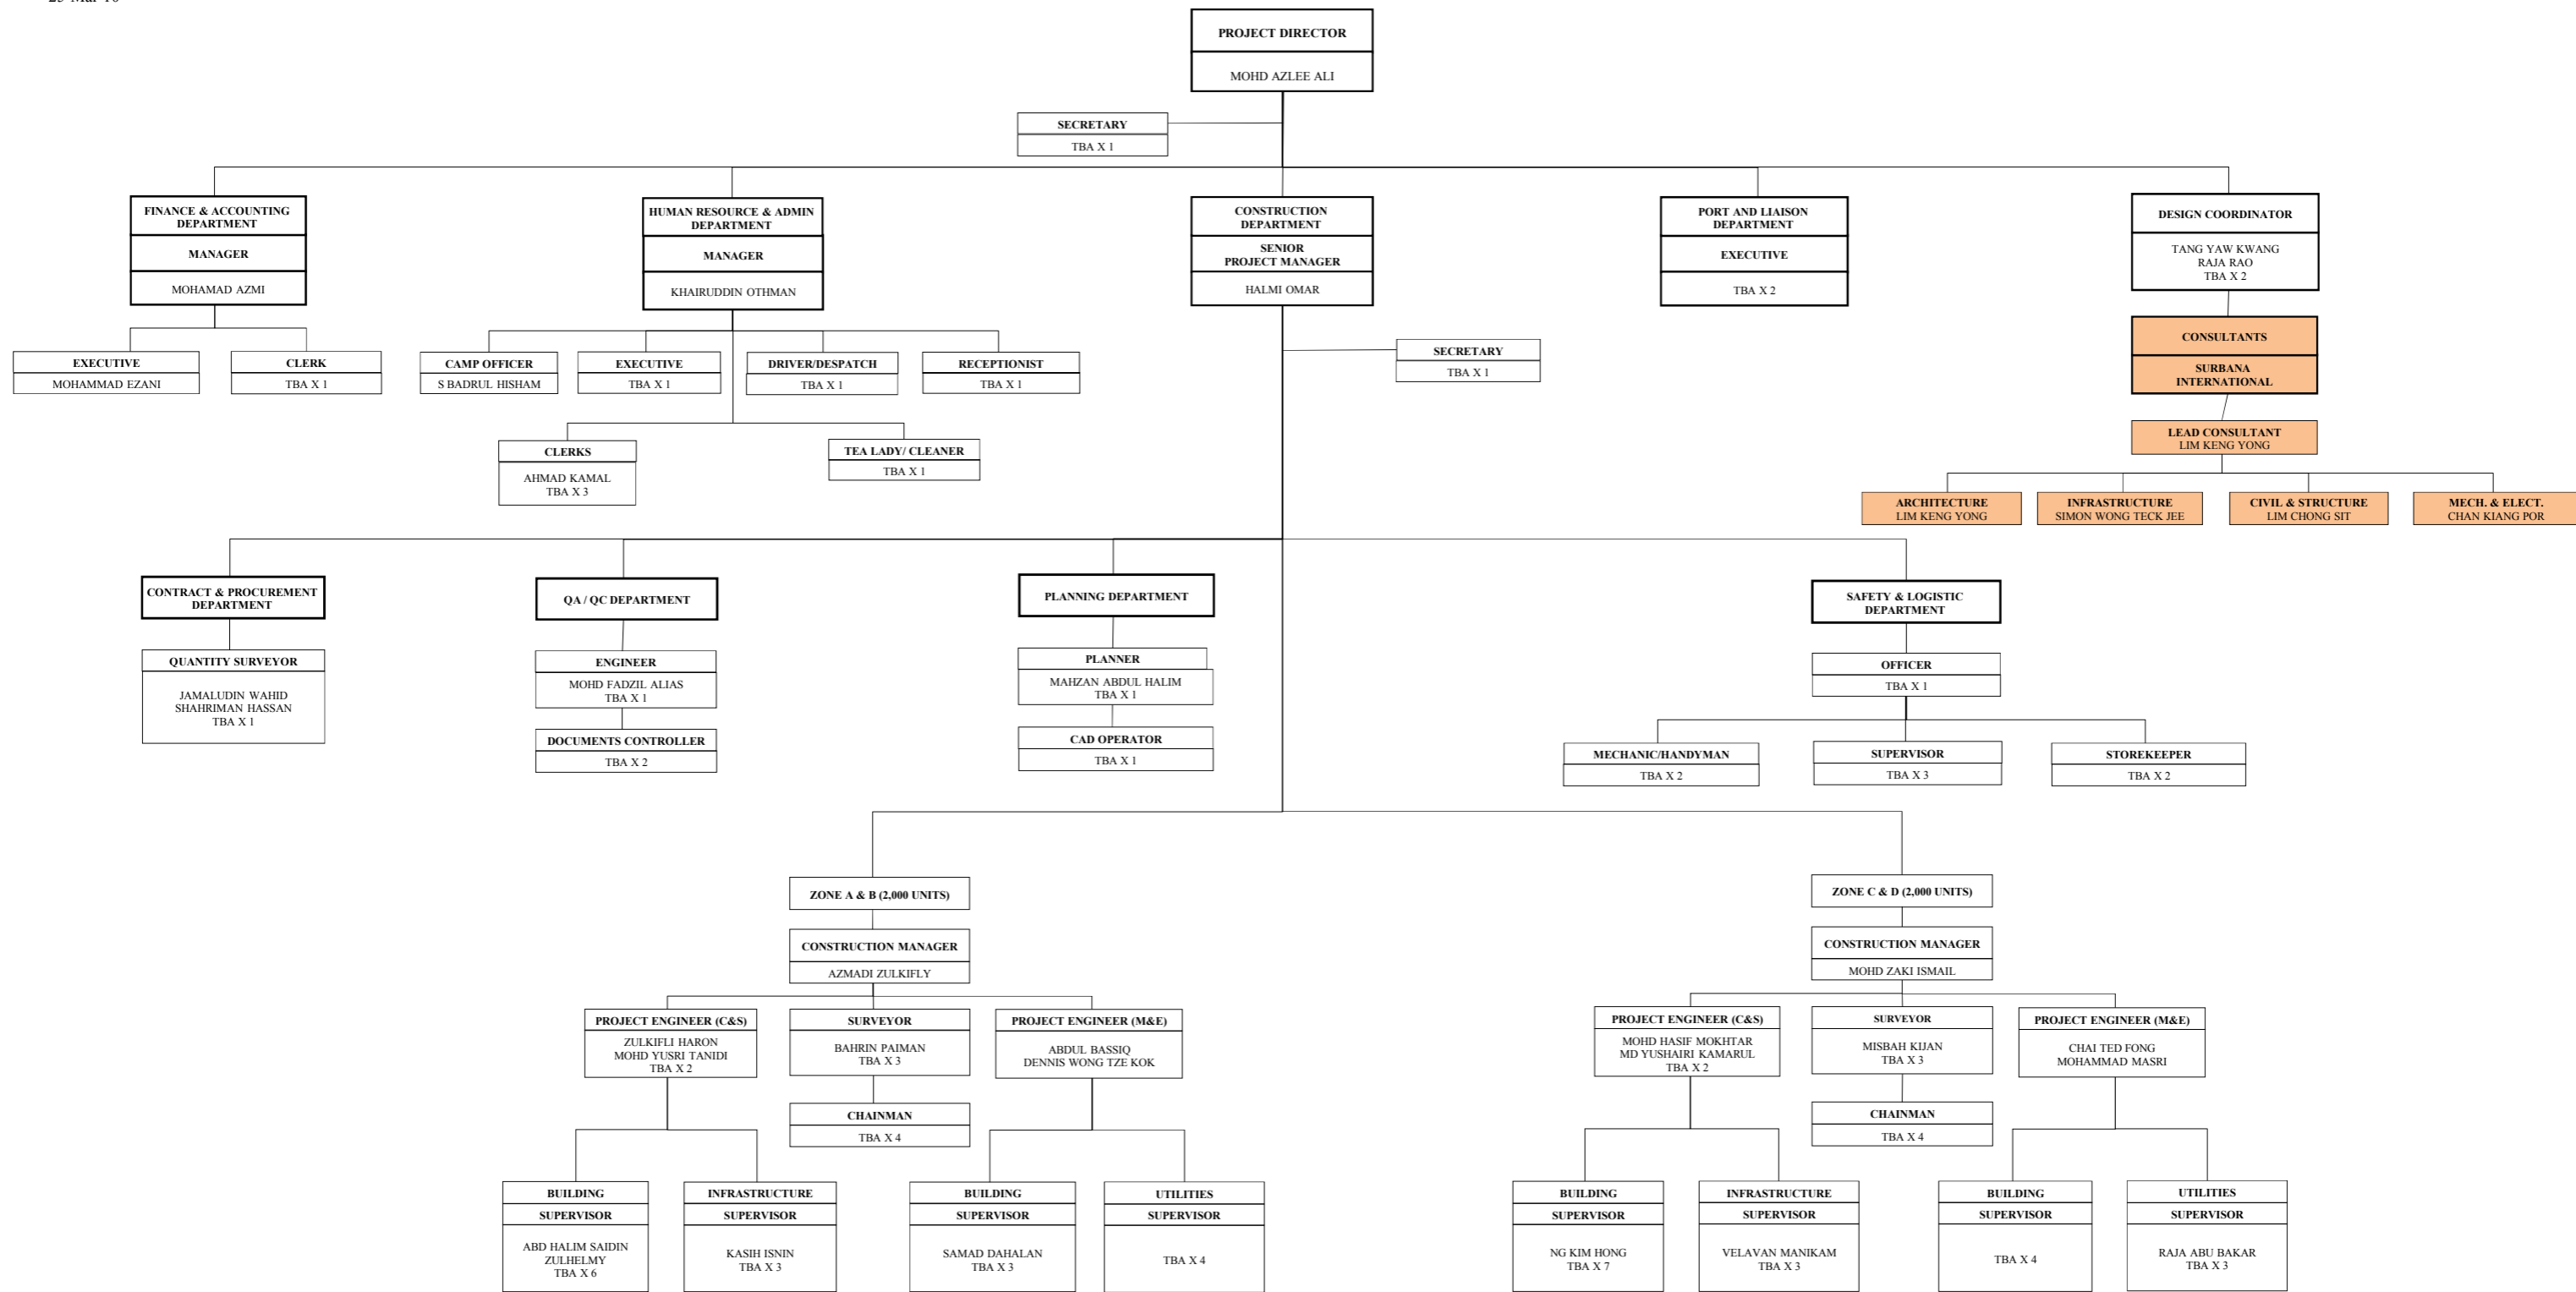 PROJECT DIRECTOR
MOHD AZLEE ALI
SECRETARY
TBA X 1
FINANCE & ACCOUNTING
DEPARTMENT
MANAGER
MOHAMAD AZMI
HUMAN RESOURCE & ADMIN
DEPARTMENT
MANAGER
KHAIRUDDIN OTHMAN
CONSTRUCTION
DEPARTMENT
SENIOR
PROJECT MANAGER
HALMI OMAR
PORT AND LIAISON
DEPARTMENT
EXECUTIVE
TBA X 2
DESIGN COORDINATOR
TANG YAW KWANG
RAJA RAO
TBA X 2
CONSULTANTS
SURBANA
INTERNATIONAL
LEAD CONSULTANT
LIM KENG YONG
ARCHITECTURE
LIM KENG YONG
INFRASTRUCTURE
SIMON WONG TECK JEE
CIVIL & STRUCTURE
LIM CHONG SIT
MECH. & ELECT.
CHAN KIANG POR
EXECUTIVE
MOHAMMAD EZANI
CLERK
TBA X 1
CAMP OFFICER
S BADRUL HISHAM
EXECUTIVE
TBA X 1
DRIVER/DESPATCH
TBA X 1
RECEPTIONIST
TBA X 1
SECRETARY
TBA X 1
CLERKS
AHMAD KAMAL
TBA X 3
TEA LADY/ CLEANER
TBA X 1
CONTRACT & PROCUREMENT
DEPARTMENT
QUANTITY SURVEYOR
JAMALUDIN WAHID
SHAHRIMAN HASSAN
TBA X 1
QA / QC DEPARTMENT
ENGINEER
MOHD FADZIL ALIAS
TBA X 1
DOCUMENTS CONTROLLER
TBA X 2
PLANNING DEPARTMENT
PLANNER
MAHZAN ABDUL HALIM
TBA X 1
CAD OPERATOR
TBA X 1
SAFETY & LOGISTIC
DEPARTMENT
OFFICER
TBA X 1
MECHANIC/HANDYMAN
TBA X 2
SUPERVISOR
TBA X 3
STOREKEEPER
TBA X 2
ZONE A & B (2,000 UNITS)
CONSTRUCTION MANAGER
AZMADI ZULKIFLY
PROJECT ENGINEER (C&S)
ZULKIFLI HARON
MOHD YUSRI TANIDI
TBA X 2
SURVEYOR
BAHRIN PAIMAN
TBA X 3
PROJECT ENGINEER (M&E)
ABDUL BASSIQ
DENNIS WONG TZE KOK
CHAINMAN
TBA X 4
BUILDING
SUPERVISOR
ABD HALIM SAIDIN
ZULHELMY
TBA X 6
INFRASTRUCTURE
SUPERVISOR
KASIH ISNIN
TBA X 3
BUILDING
SUPERVISOR
SAMAD DAHALAN
TBA X 3
UTILITIES
SUPERVISOR
TBA X 4
ZONE C & D (2,000 UNITS)
CONSTRUCTION MANAGER
MOHD ZAKI ISMAIL
PROJECT ENGINEER (C&S)
MOHD HASIF MOKHTAR
MD YUSHAIRI KAMARUL
TBA X 2
SURVEYOR
MISBAH KIJAN
TBA X 3
PROJECT ENGINEER (M&E)
CHAI TED FONG
MOHAMMAD MASRI
CHAINMAN
TBA X 4
BUILDING
SUPERVISOR
NG KIM HONG
TBA X 7
INFRASTRUCTURE
SUPERVISOR
VELAVAN MANIKAM
TBA X 3
BUILDING
SUPERVISOR
TBA X 4
UTILITIES
SUPERVISOR
RAJA ABU BAKAR
TBA X 3